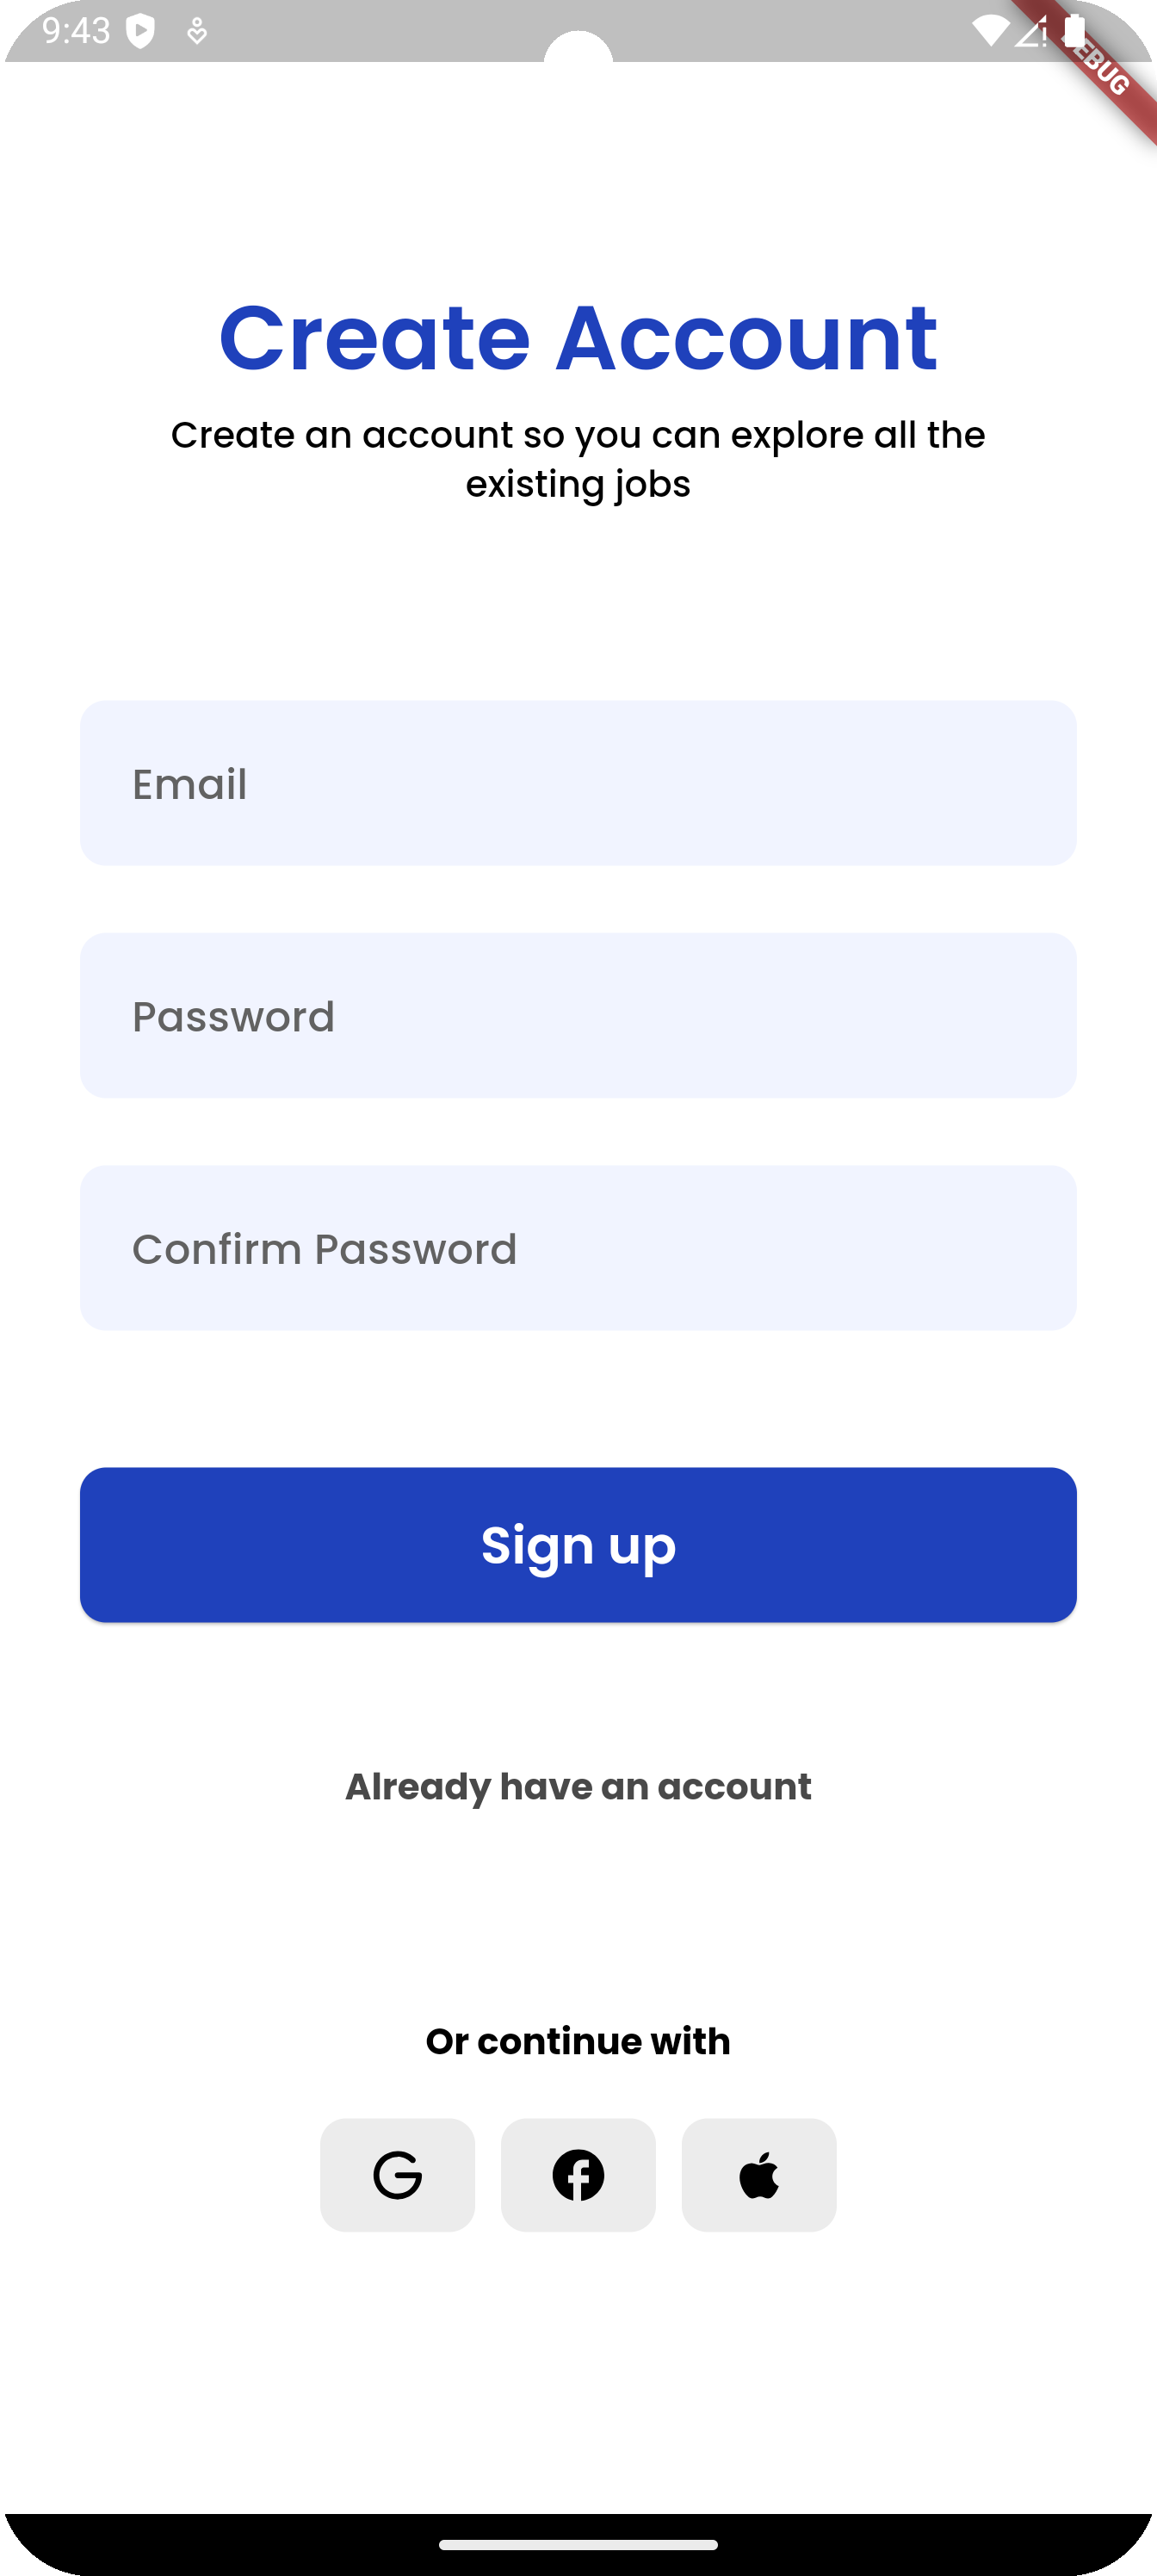 9:43
DEBUG
Create Account
Create an account so you can explore all the
existing jobs
Email
Password
Confirm Password
Sign up
Already have an account
Or continue with